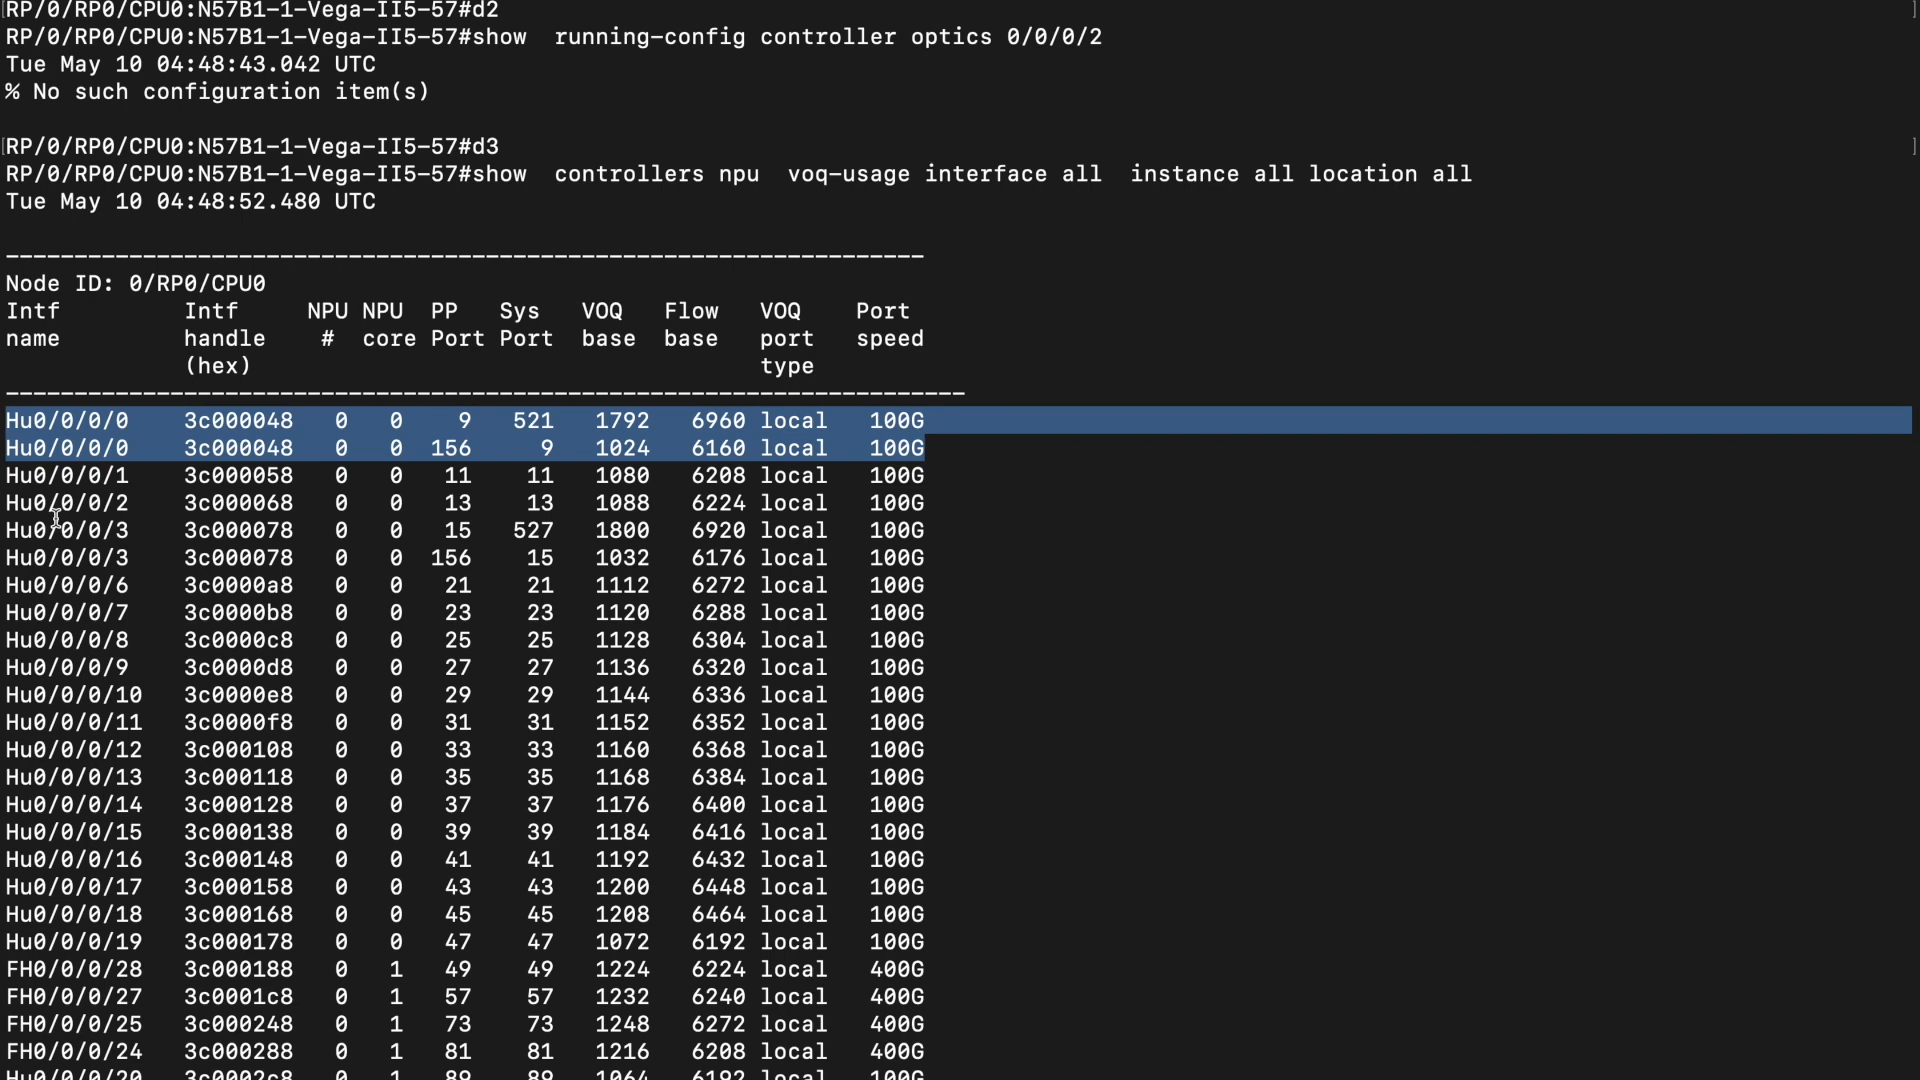 RP/0/RP0/CPU0:N57B1-1-Vega-II5-57#d2
RP/0/RP0/CPU0:N57B1-1-Vega-II5-57#show  running-config controller optics 0/0/0/2
Tue May 10 04:48:43.042 UTC
% No such configuration item(s)
[RP/0/RP0/CPU0:N57B1-1-Vega-II5-57#d3 ]
RP/0/RP0/CPU0:N57B1-1-Vega-II5-57#show  controllers npu  voq-usage interface all  instance all location all
Tue May 10 04:48:52.480 UTC
-------------------------------------------------------------------
Node ID: 0/RP0/CPU0
Intf         Intf     NPU NPU  PP   Sys   VOQ   Flow   VOQ    Port
name         handle    #  core Port Port  base  base   port   speed
(hex)                                     type
----------------------------------------------------------------------
Hu0/0/0/0    3c000048   0   0     9   521   1792   6960 local   100G
Hu0/0/0/0    3c000048   0   0   156     9   1024   6160 local   100G
Hu0/0/0/1    3c000058   0   0    11    11   1080   6208 local   100G
Hu0/0/0/2    3c000068   0   0    13    13   1088   6224 local   100G
Hu0/0/0/3    3c000078   0   0    15   527   1800   6920 local   100G
Hu0/0/0/3    3c000078   0   0   156    15   1032   6176 local   100G
Hu0/0/0/6    3c0000a8   0   0    21    21   1112   6272 local   100G
Hu0/0/0/7    3c0000b8   0   0    23    23   1120   6288 local   100G
Hu0/0/0/8    3c0000c8   0   0    25    25   1128   6304 local   100G
Hu0/0/0/9    3c0000d8   0   0    27    27   1136   6320 local   100G
Hu0/0/0/10   3c0000e8   0   0    29    29   1144   6336 local   100G
Hu0/0/0/11   3c0000f8   0   0    31    31   1152   6352 local   100G
Hu0/0/0/12   3c000108   0   0    33    33   1160   6368 local   100G
Hu0/0/0/13   3c000118   0   0    35    35   1168   6384 local   100G
Hu0/0/0/14   3c000128   0   0    37    37   1176   6400 local   100G
Hu0/0/0/15   3c000138   0   0    39    39   1184   6416 local   100G
Hu0/0/0/16   3c000148   0   0    41    41   1192   6432 local   100G
Hu0/0/0/17   3c000158   0   0    43    43   1200   6448 local   100G
Hu0/0/0/18   3c000168   0   0    45    45   1208   6464 local   100G
Hu0/0/0/19   3c000178   0   0    47    47   1072   6192 local   100G
FH0/0/0/28   3c000188   0   1    49    49   1224   6224 local   400G
FH0/0/0/27   3c0001c8   0   1    57    57   1232   6240 local   400G
FH0/0/0/25   3c000248   0   1    73    73   1248   6272 local   400G
FH0/0/0/24   3c000288   0   1    81    81   1216   6208 local   400G
Hu0/0/0/20   3c0002c8   0   1    89    89   1064   6192 local   100G